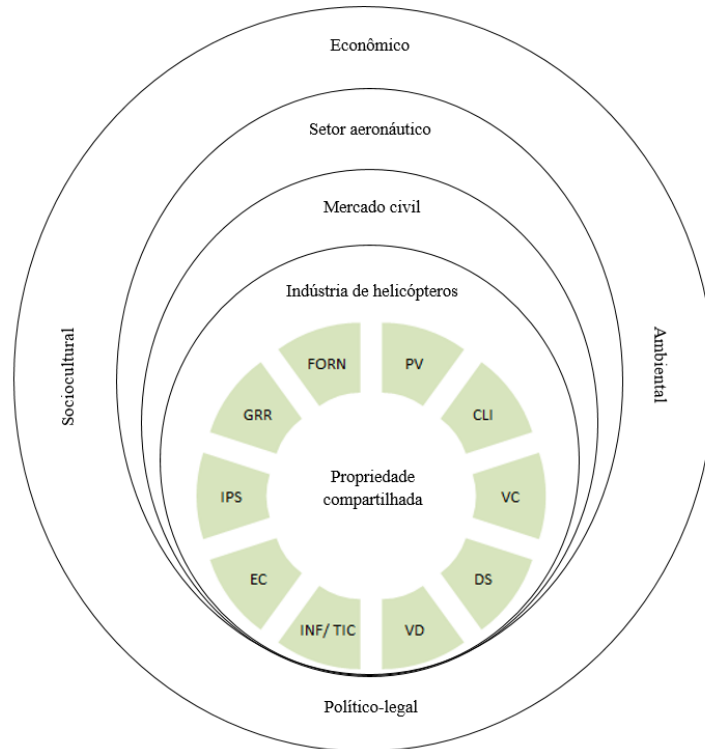 Econômico
Setor aeronáutico
Mercado civil
Indústria de helicópteros
Sociocultural
Ambiental
FORN
PV
GRR
CLI
IPS
Propriedade
compartilhada
VC
EC
DS
INF/ TIC
VD
Político-legal